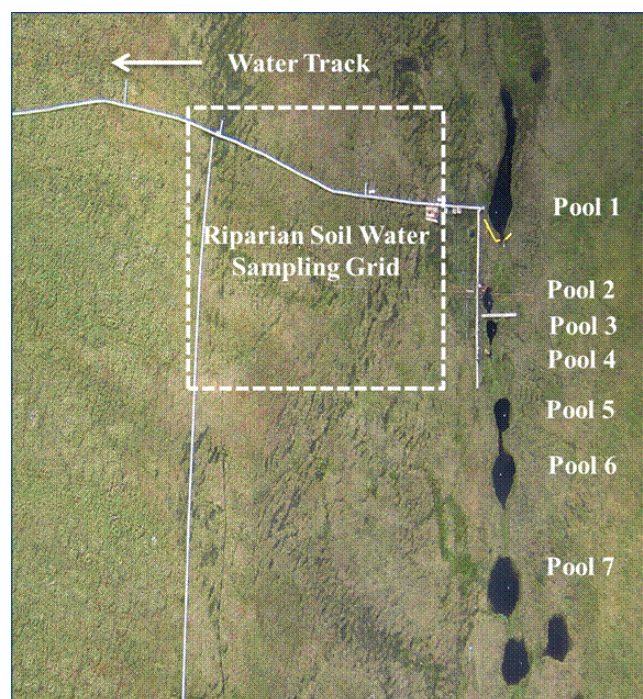 Water Track
Pool 1
Riparian Soil Water
Sampling Grid
Pool 2
Pool 3
Pool 4
Pool 5
Pool 6
Pool 7